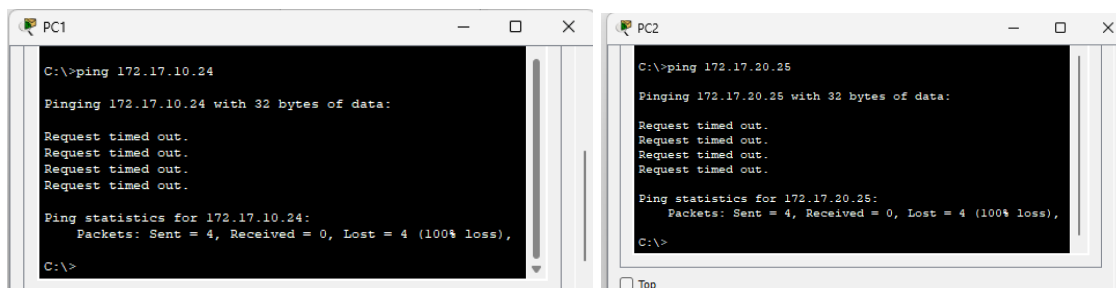 PC1
C:\>ping 172.17.10.24
Pinging 172.17.10.24 with 32 bytes of data:
Request timed out.
Request timed out.
Request timed out.
Request timed out.
Ping statistics for 172.17.10.24:
Packets: Sent = 4, Received = 0, Lost = 4 (100% loss),
C:\>
PC2
C:\>ping 172.17.20.25
Pinging 172.17.20.25 with 32 bytes of data:
Request timed out.
Request timed out.
Request timed out.
Request timed out.
Ping statistics for 172.17.20.25:
Packets: Sent = 4, Received = 0, Lost = 4 (100% loss),
C:\>
Top